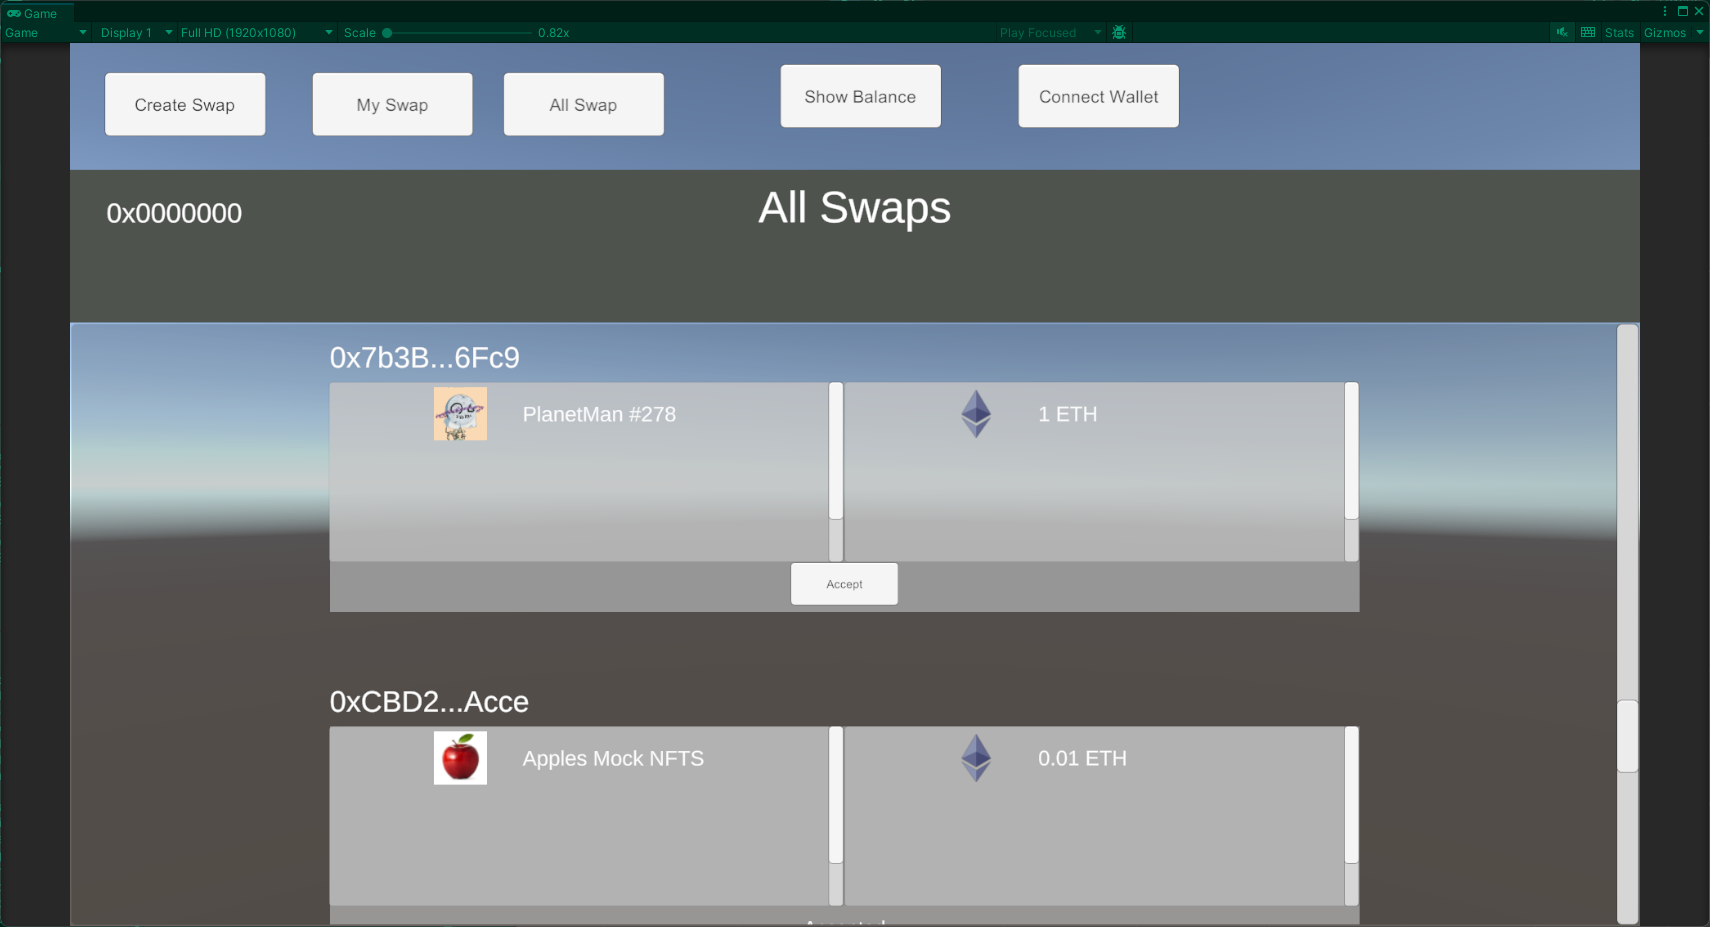 Game
Game Display 1 Full HD (1920x1080) Scale 0.82x Play Focused Stats Gizmos
Create Swap My Swap All Swap Show Balance Connect Wallet
0x0000000 All Swaps
0x7b3B...6Fc9
PlanetMan #278 1 ETH
Accept
0xCBD2...Acce
Apples Mock NFTS 0.01 ETH